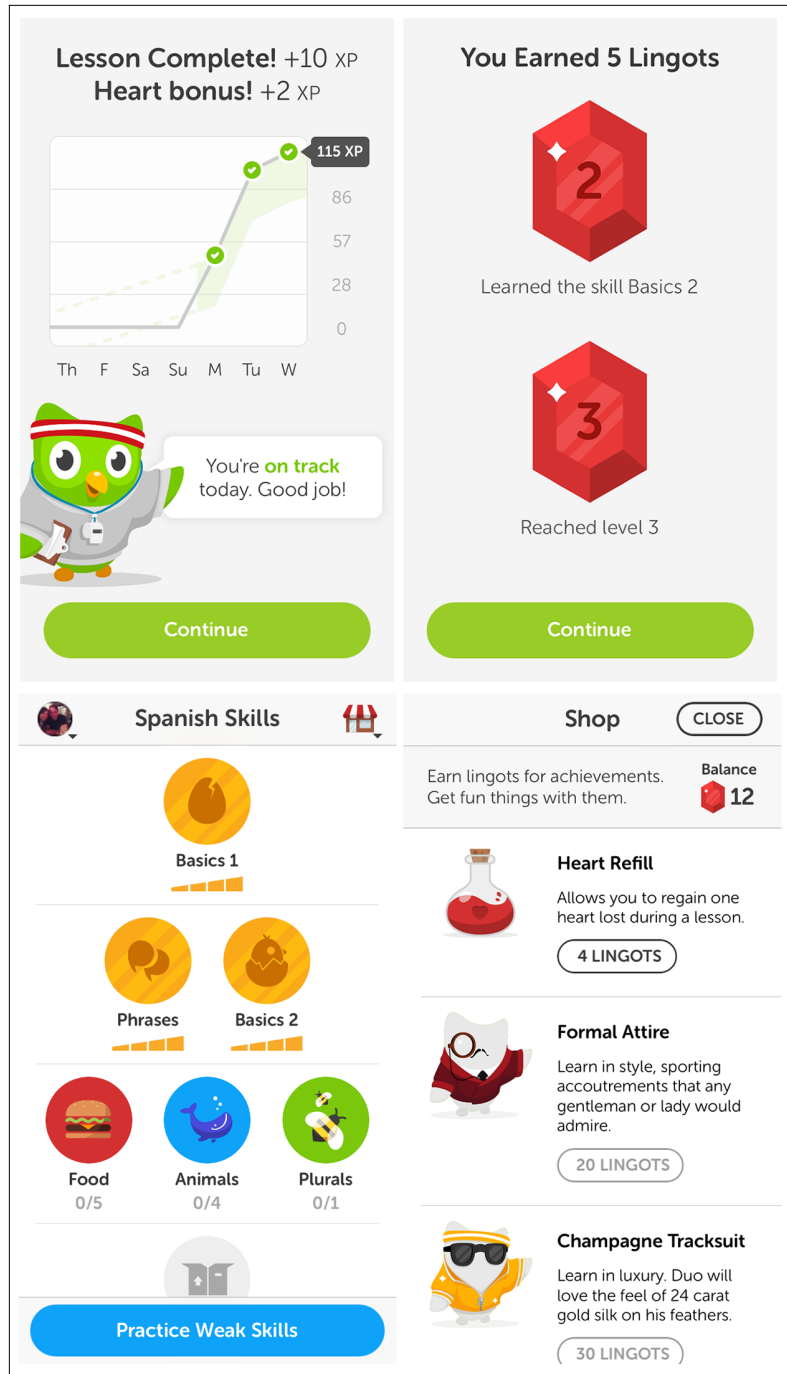 Lesson Complete! +10 XP
Heart bonus! +2 XP
115 XP
86
57
28
0
Th F Sa Su M Tu W
You're on track
today. Good job!
Continue
You Earned 5 Lingots
2
Learned the skill Basics 2
3
Reached level 3
Continue
Spanish Skills
Basics 1
Phrases Basics 2
Food Animals Plurals
0/5 0/4 0/1
Practice Weak Skills
Shop CLOSE
Earn lingots for achievements.
Get fun things with them.
Balance
12
Heart Refill
Allows you to regain one
heart lost during a lesson.
4 LINGOTS
Formal Attire
Learn in style, sporting
accoutrements that any
gentleman or lady would
admire.
20 LINGOTS
Champagne Tracksuit
Learn in luxury. Duo will
love the feel of 24 carat
gold silk on his feathers.
30 LINGOTS